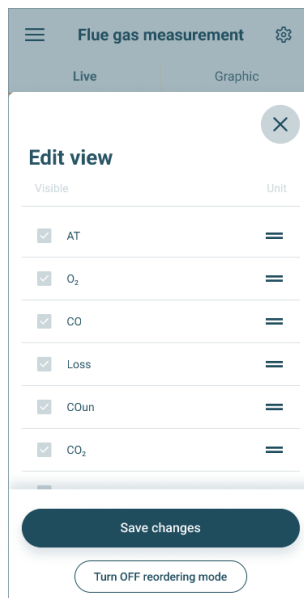 Flue gas measurement
Live Graphic
Edit view
Visible Unit
AT
O₂
CO
Loss
COun
CO₂
Save changes
Turn OFF reordering mode